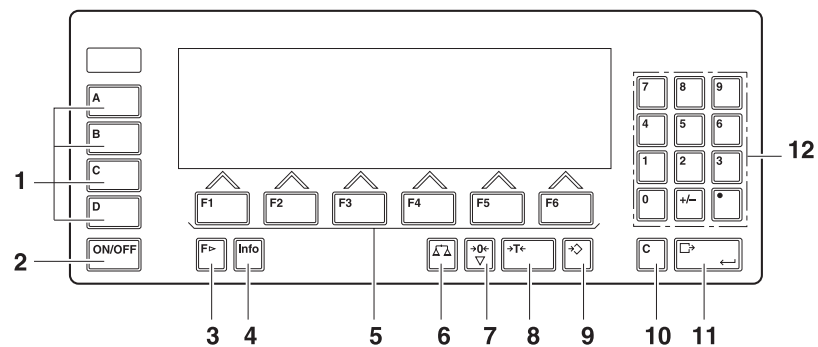 A
B
C
D
ON/OFF
1
2
F1 F2 F3 F4 F5 F6
F▻ Info →0← →T←
3 4 5 6 7 8 9
7 8 9
4 5 6
1 2 3
0 +/– •
C
10 11
12